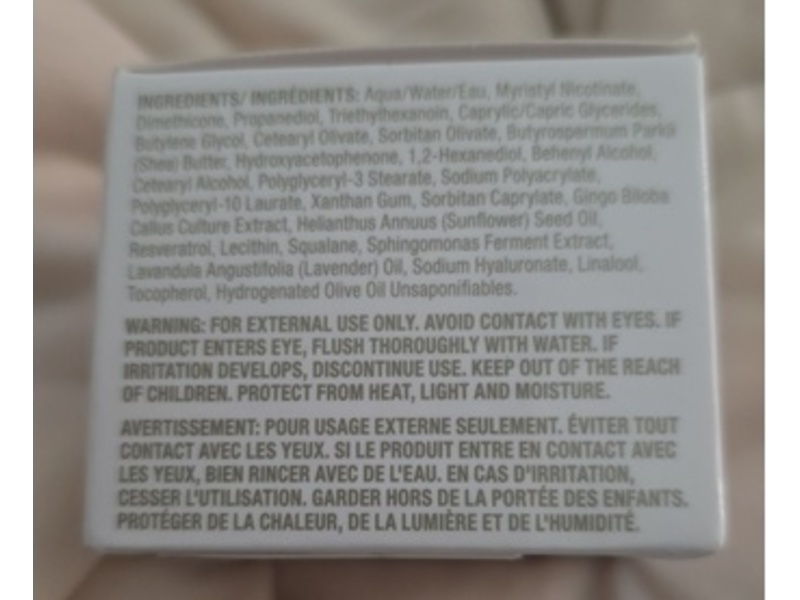 INGREDIENTS/ INGRÉDIENTS: Aqua/Water/Eau, Myristyl Nicotinate,
Dimethicone, Propanediol, Triethylhexanoin, Caprylic/Capric Glycerides,
Butylene Glycol, Cetearyl Olivate, Sorbitan Olivate, Butyrospermum Parkii
(Shea) Butter, Hydroxyacetophenone, 1,2-Hexanediol, Behenyl Alcohol,
Cetearyl Alcohol, Polyglyceryl-3 Stearate, Sodium Polyacrylate,
Polyglyceryl-10 Laurate, Xanthan Gum, Sorbitan Caprylate, Gingo Biloba
Callus Culture Extract, Helianthus Annuus (Sunflower) Seed Oil,
Resveratrol, Lecithin, Squalane, Sphingomonas Ferment Extract,
Lavandula Angustifolia (Lavender) Oil, Sodium Hyaluronate, Linalool,
Tocopherol, Hydrogenated Olive Oil Unsaponifiables.
WARNING: FOR EXTERNAL USE ONLY. AVOID CONTACT WITH EYES. IF
PRODUCT ENTERS EYE, FLUSH THOROUGHLY WITH WATER. IF
IRRITATION DEVELOPS, DISCONTINUE USE. KEEP OUT OF THE REACH
OF CHILDREN. PROTECT FROM HEAT, LIGHT AND MOISTURE.
AVERTISSEMENT: POUR USAGE EXTERNE SEULEMENT. ÉVITER TOUT
CONTACT AVEC LES YEUX. SI LE PRODUIT ENTRE EN CONTACT AVEC
LES YEUX, BIEN RINCER AVEC DE L'EAU. EN CAS D'IRRITATION,
CESSER L'UTILISATION. GARDER HORS DE LA PORTÉE DES ENFANTS.
PROTÉGER DE LA CHALEUR, DE LA LUMIÈRE ET DE L'HUMIDITÉ.